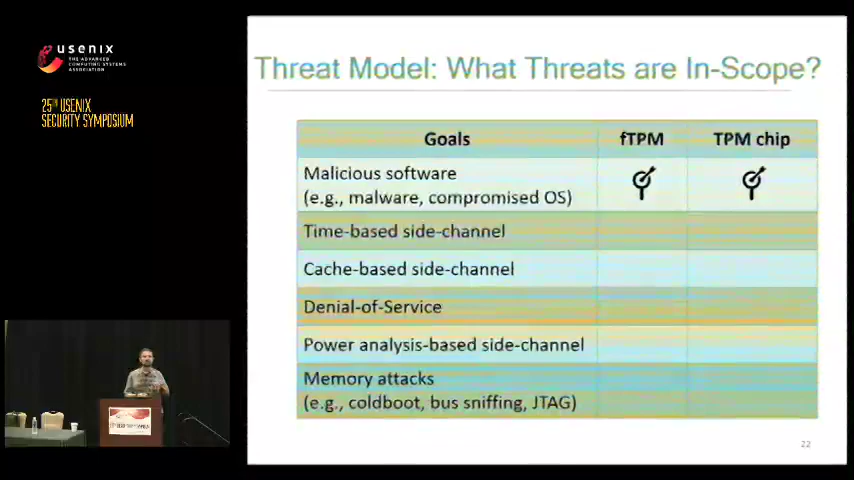 usenix
THE ADVANCED
COMPUTING SYSTEMS
ASSOCIATION
25TH USENIX
SECURITY SYMPOSIUM
Threat Model: What Threats are In-Scope?
Goals fTPM TPM chip
Malicious software
(e.g., malware, compromised OS)
Time-based side-channel
Cache-based side-channel
Denial-of-Service
Power analysis-based side-channel
Memory attacks
(e.g., coldboot, bus sniffing, JTAG)
22